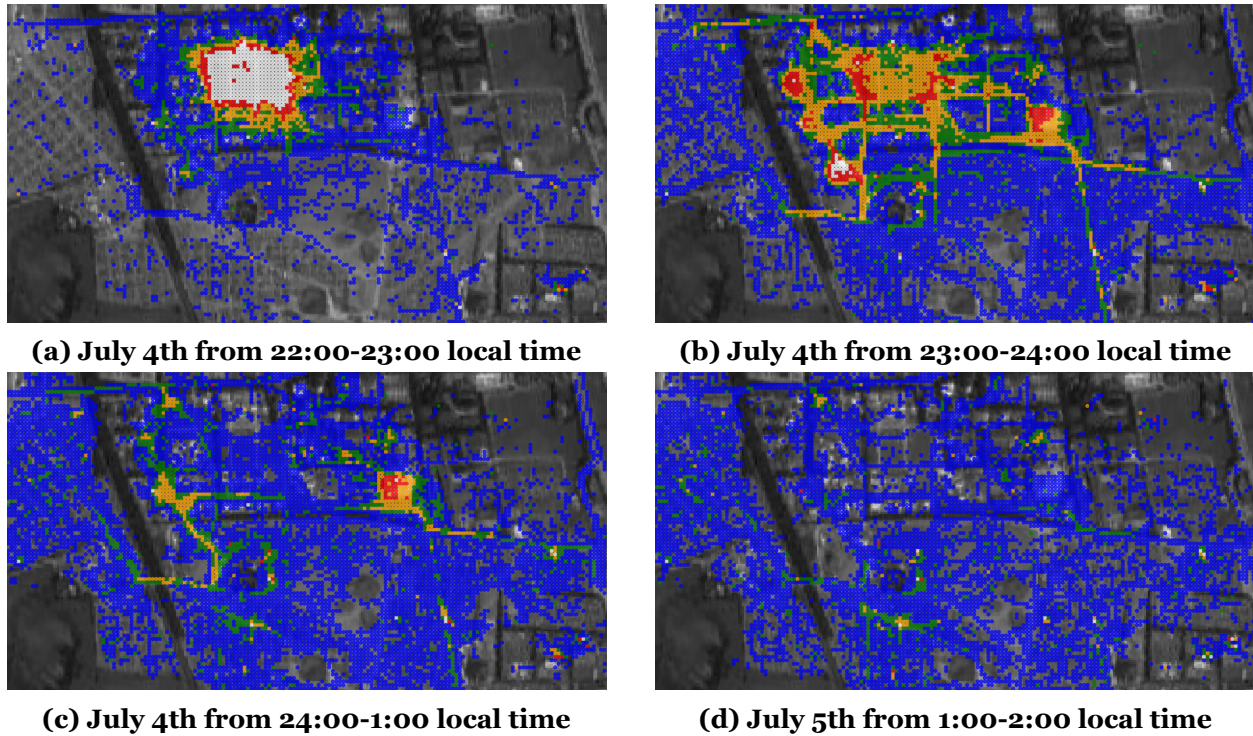 (a) July 4th from 22:00-23:00 local time
(b) July 4th from 23:00-24:00 local time
(c) July 4th from 24:00-1:00 local time
(d) July 5th from 1:00-2:00 local time